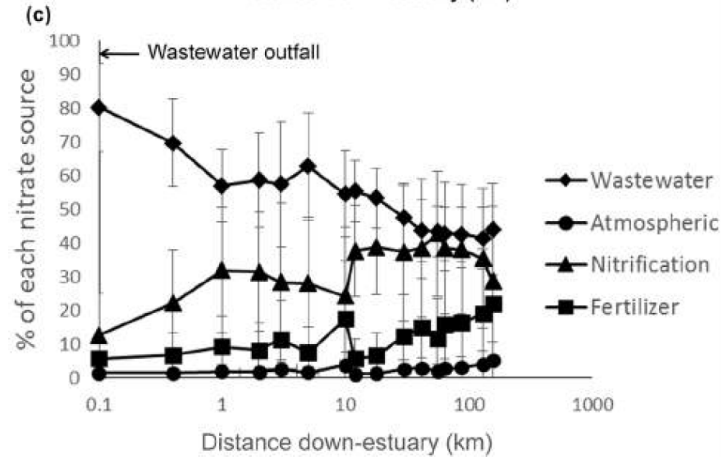 (c)
Wastewater outfall
% of each nitrate source
100
90
80
70
60
50
40
30
20
10
0
0.1
1
10
100
1000
Distance down-estuary (km)
Wastewater
Atmospheric
Nitrification
Fertilizer